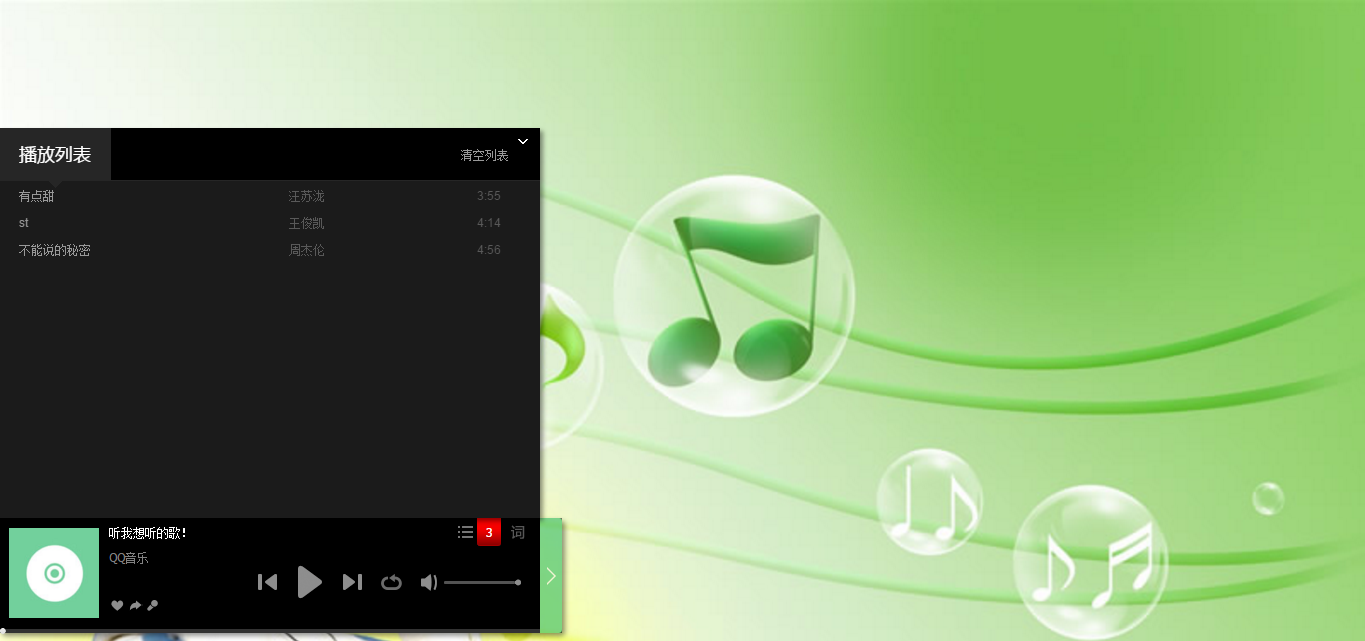 播放列表 清空列表
有点甜 汪苏泷 3:55
st 王俊凯 4:14
不能说的秘密 周杰伦 4:56
听我想听的歌! 3 词
QQ音乐